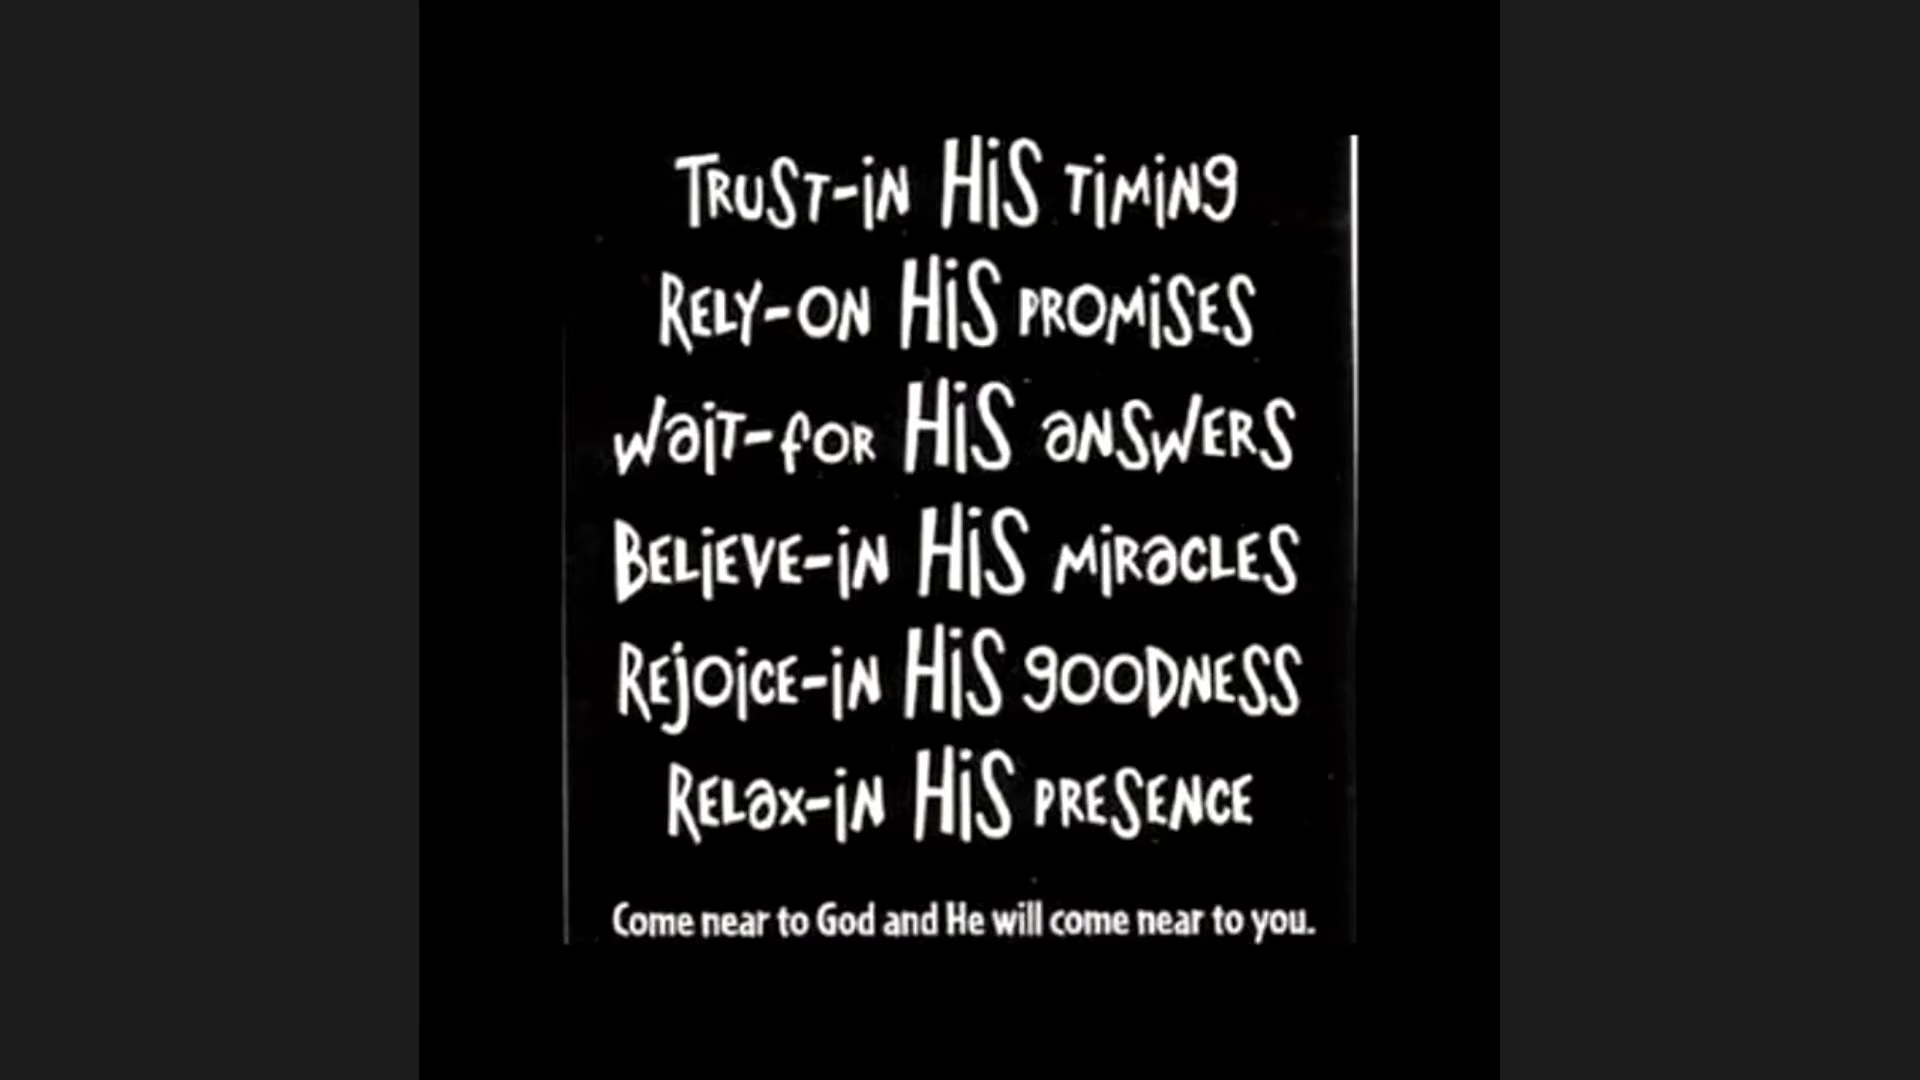 TRUST-iN HiS TiMiNg
RELY-ON HiS PROMiSES
WaiT-fOR HiS aNSWERS
BELiEVE-iN HiS MiRaCLES
REjOiCE-iN HiS gOODNESS
RELaX-iN HiS PRESENCE
Come near to God and He will come near to you.